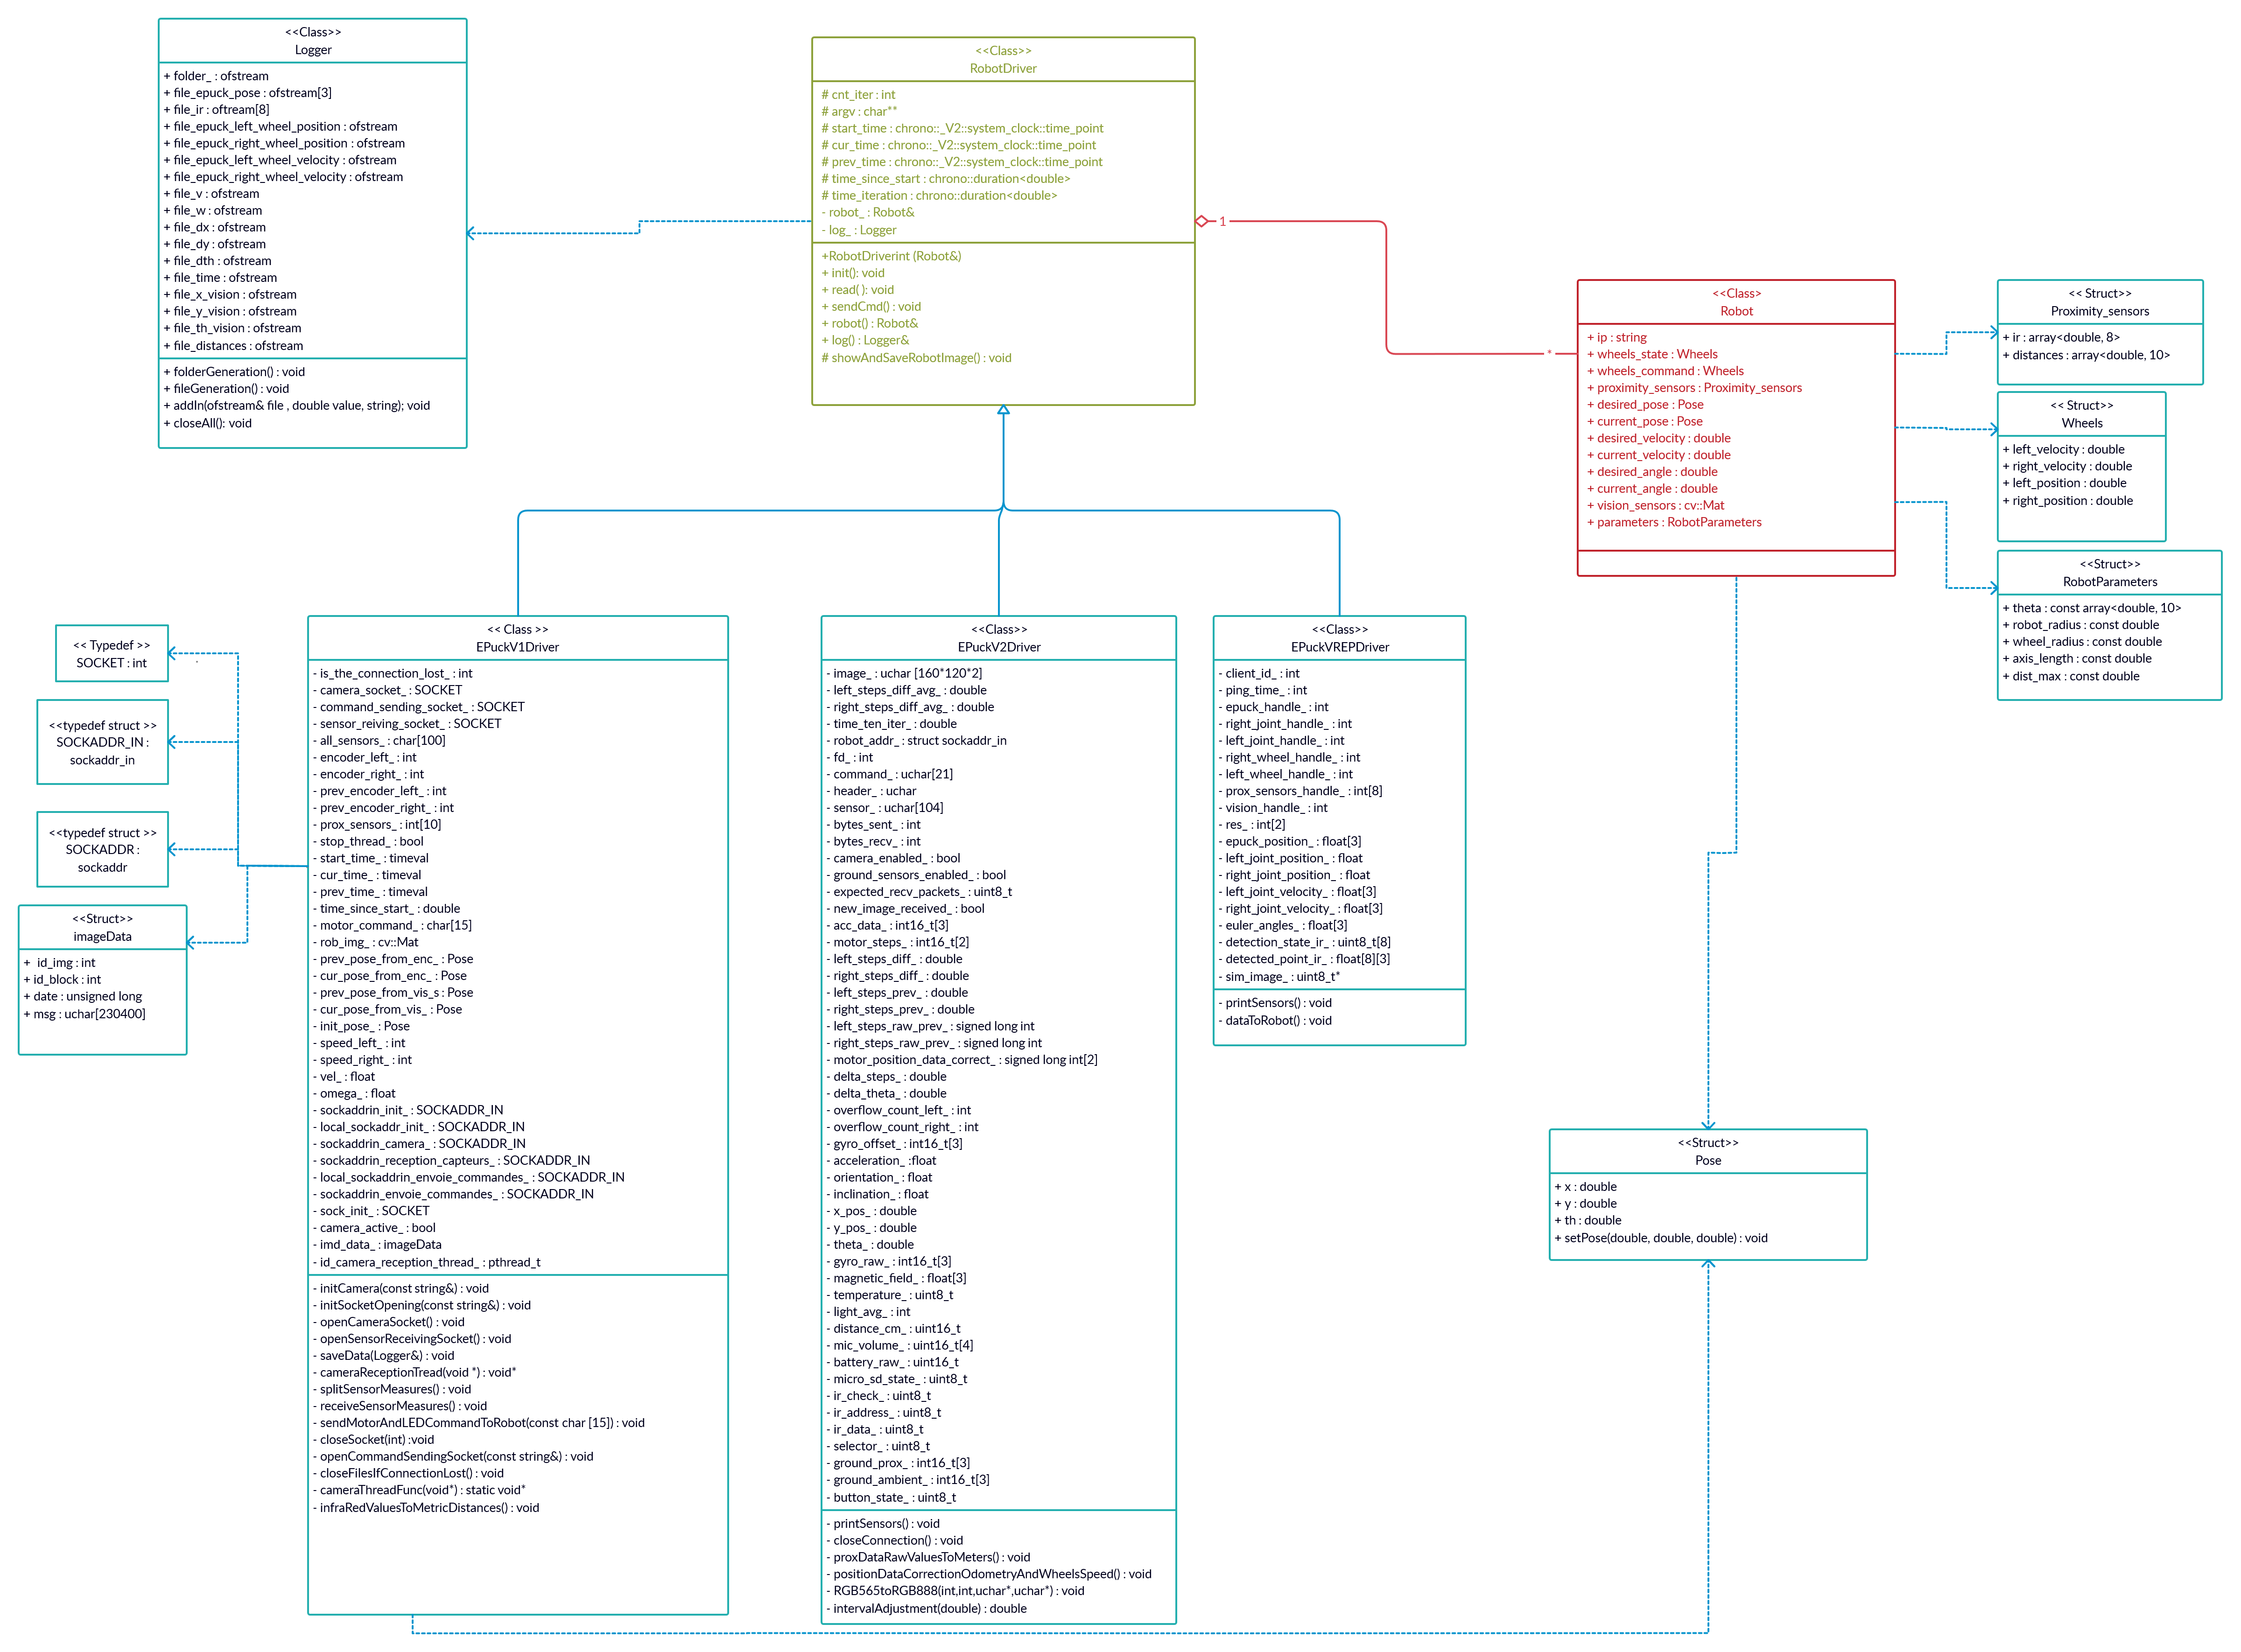 <<Class>>
Logger
+ folder_ : ofstream
+ file_epuck_pose : ofstream[3]
+ file_ir : oftream[8]
+ file_epuck_left_wheel_position : ofstream
+ file_epuck_right_wheel_position : ofstream
+ file_epuck_left_wheel_velocity : ofstream
+ file_epuck_right_wheel_velocity : ofstream
+ file_v : ofstream
+ file_w : ofstream
+ file_dx : ofstream
+ file_dy : ofstream
+ file_dth : ofstream
+ file_time : ofstream
+ file_x_vision : ofstream
+ file_y_vision : ofstream
+ file_th_vision : ofstream
+ file_distances : ofstream
+ folderGeneration() : void
+ fileGeneration() : void
+ addIn(ofstream& file , double value, string); void
+ closeAll(): void
<<Class>>
RobotDriver
# cnt_iter : int
# argv : char**
# start_time : chrono::_V2::system_clock::time_point
# cur_time : chrono::_V2::system_clock::time_point
# prev_time : chrono::_V2::system_clock::time_point
# time_since_start : chrono::duration<double>
# time_iteration : chrono::duration<double>
- robot_ : Robot&
- log_ : Logger
+RobotDriverint (Robot&)
+ init(): void
+ read( ): void
+ sendCmd() : void
+ robot() : Robot&
+ log() : Logger&
# showAndSaveRobotImage() : void
1
*
<<Class>
Robot
+ ip : string
+ wheels_state : Wheels
+ wheels_command : Wheels
+ proximity_sensors : Proximity_sensors
+ desired_pose : Pose
+ current_pose : Pose
+ desired_velocity : double
+ current_velocity : double
+ desired_angle : double
+ current_angle : double
+ vision_sensors : cv::Mat
+ parameters : RobotParameters
<< Struct>>
Proximity_sensors
+ ir : array<double, 8>
+ distances : array<double, 10>
<< Struct>>
Wheels
+ left_velocity : double
+ right_velocity : double
+ left_position : double
+ right_position : double
<<Struct>>
RobotParameters
+ theta : const array<double, 10>
+ robot_radius : const double
+ wheel_radius : const double
+ axis_length : const double
+ dist_max : const double
<< Typedef >>
SOCKET : int
<<typedef struct >>
SOCKADDR_IN :
sockaddr_in
<<typedef struct >>
SOCKADDR :
sockaddr
<<Struct>>
imageData
+  id_img : int
+ id_block : int
+ date : unsigned long
+ msg : uchar[230400]
<< Class >>
EPuckV1Driver
- is_the_connection_lost_ : int
- camera_socket_ : SOCKET
- command_sending_socket_ : SOCKET
- sensor_reiving_socket_ : SOCKET
- all_sensors_ : char[100]
- encoder_left_ : int
- encoder_right_ : int
- prev_encoder_left_ : int
- prev_encoder_right_ : int
- prox_sensors_ : int[10]
- stop_thread_ : bool
- start_time_ : timeval
- cur_time_ : timeval
- prev_time_ : timeval
- time_since_start_ : double
- motor_command_ : char[15]
- rob_img_ : cv::Mat
- prev_pose_from_enc_ : Pose
- cur_pose_from_enc_ : Pose
- prev_pose_from_vis_s : Pose
- cur_pose_from_vis_ : Pose
- init_pose_ : Pose
- speed_left_ : int
- speed_right_ : int
- vel_ : float
- omega_ : float
- sockaddrin_init_ : SOCKADDR_IN
- local_sockaddr_init_ : SOCKADDR_IN
- sockaddrin_camera_ : SOCKADDR_IN
- sockaddrin_reception_capteurs_ : SOCKADDR_IN
- local_sockaddrin_envoie_commandes_ : SOCKADDR_IN
- sockaddrin_envoie_commandes_ : SOCKADDR_IN
- sock_init_ : SOCKET
- camera_active_ : bool
- imd_data_ : imageData
- id_camera_reception_thread_ : pthread_t
- initCamera(const string&) : void
- initSocketOpening(const string&) : void
- openCameraSocket() : void
- openSensorReceivingSocket() : void
- saveData(Logger&) : void
- cameraReceptionTread(void *) : void*
- splitSensorMeasures() : void
- receiveSensorMeasures() : void
- sendMotorAndLEDCommandToRobot(const char [15]) : void
- closeSocket(int) :void
- openCommandSendingSocket(const string&) : void
- closeFilesIfConnectionLost() : void
- cameraThreadFunc(void*) : static void*
- infraRedValuesToMetricDistances() : void
<<Class>>
EPuckV2Driver
- image_ : uchar [160*120*2]
- left_steps_diff_avg_ : double
- right_steps_diff_avg_ : double
- time_ten_iter_ : double
- robot_addr_ : struct sockaddr_in
- fd_ : int
- command_ : uchar[21]
- header_ : uchar
- sensor_ : uchar[104]
- bytes_sent_ : int
- bytes_recv_ : int
- camera_enabled_ : bool
- ground_sensors_enabled_ : bool
- expected_recv_packets_ : uint8_t
- new_image_received_ : bool
- acc_data_ : int16_t[3]
- motor_steps_ : int16_t[2]
- left_steps_diff_ : double
- right_steps_diff_ : double
- left_steps_prev_ : double
- right_steps_prev_ : double
- left_steps_raw_prev_ : signed long int
- right_steps_raw_prev_ : signed long int
- motor_position_data_correct_ : signed long int[2]
- delta_steps_ : double
- delta_theta_ : double
- overflow_count_left_ : int
- overflow_count_right_ : int
- gyro_offset_ : int16_t[3]
- acceleration_ :float
- orientation_ : float
- inclination_ : float
- x_pos_ : double
- y_pos_ : double
- theta_ : double
- gyro_raw_ : int16_t[3]
- magnetic_field_ : float[3]
- temperature_ : uint8_t
- light_avg_ : int
- distance_cm_ : uint16_t
- mic_volume_ : uint16_t[4]
- battery_raw_ : uint16_t
- micro_sd_state_ : uint8_t
- ir_check_ : uint8_t
- ir_address_ : uint8_t
- ir_data_ : uint8_t
- selector_ : uint8_t
- ground_prox_ : int16_t[3]
- ground_ambient_ : int16_t[3]
- button_state_ : uint8_t
- printSensors() : void
- closeConnection() : void
- proxDataRawValuesToMeters() : void
- positionDataCorrectionOdometryAndWheelsSpeed() : void
- RGB565toRGB888(int,int,uchar*,uchar*) : void
- intervalAdjustment(double) : double
<<Class>>
EPuckVREPDriver
- client_id_ : int
- ping_time_ : int
- epuck_handle_ : int
- right_joint_handle_ : int
- left_joint_handle_ : int
- right_wheel_handle_ : int
- left_wheel_handle_ : int
- prox_sensors_handle_ : int[8]
- vision_handle_ : int
- res_ : int[2]
- epuck_position_ : float[3]
- left_joint_position_ : float
- right_joint_position_ : float
- left_joint_velocity_ : float[3]
- right_joint_velocity_ : float[3]
- euler_angles_ : float[3]
- detection_state_ir_ : uint8_t[8]
- detected_point_ir_ : float[8][3]
- sim_image_ : uint8_t*
- printSensors() : void
- dataToRobot() : void
<<Struct>>
Pose
+ x : double
+ y : double
+ th : double
+ setPose(double, double, double) : void